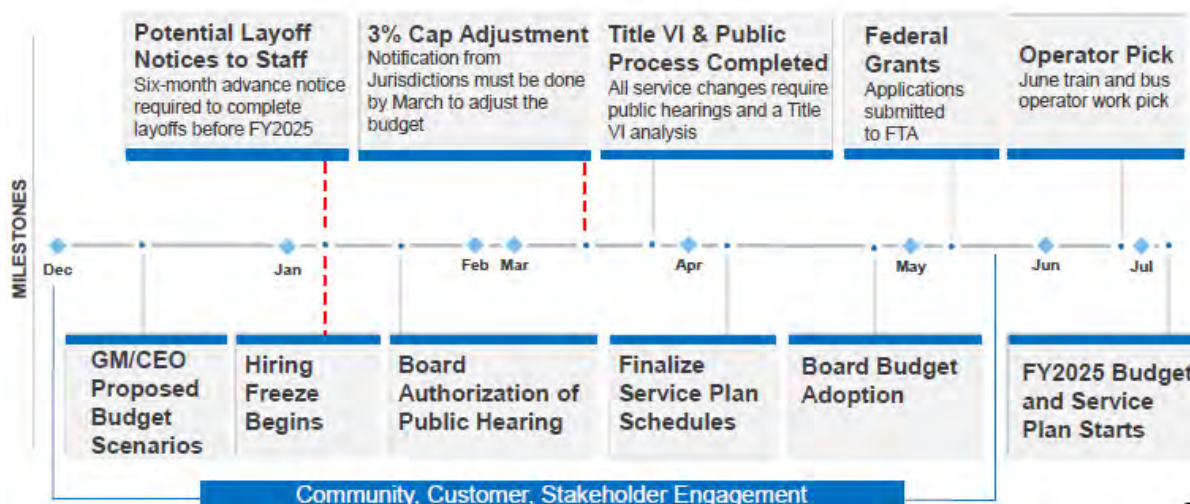 MILESTONES
Potential Layoff
Notices to Staff
Six-month advance notice
required to complete
layoffs before FY2025
3% Cap Adjustment
Notification from
Jurisdictions must be done
by March to adjust the
budget
Title VI & Public
Process Completed
All service changes require
public hearings and a Title
VI analysis
Federal
Grants
Applications
submitted
to FTA
Operator Pick
June train and bus
operator work pick
Dec
Jan
Feb
Mar
Apr
May
Jun
Jul
GM/CEO
Proposed
Budget
Scenarios
Hiring
Freeze
Begins
Board
Authorization of
Public Hearing
Finalize
Service Plan
Schedules
Board Budget
Adoption
FY2025 Budget
and Service
Plan Starts
Community, Customer, Stakeholder Engagement